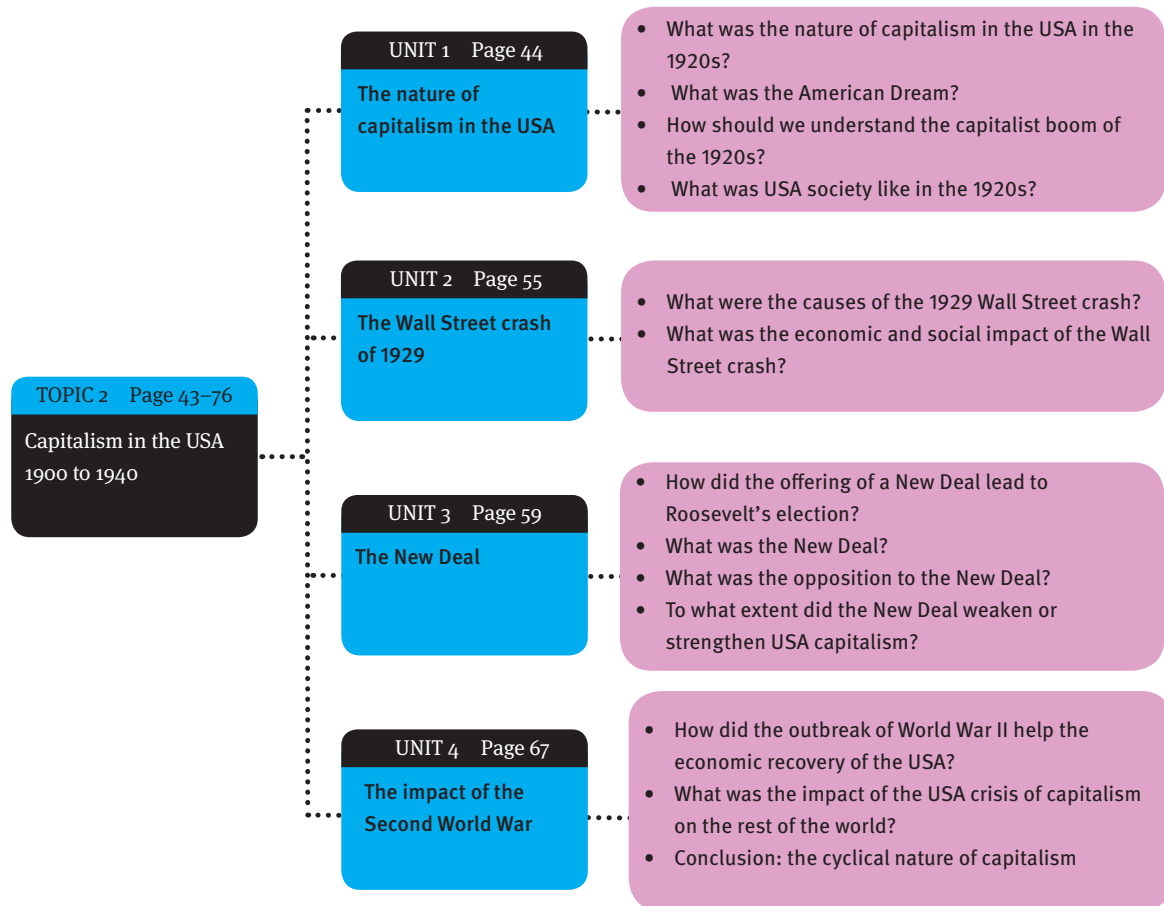 TOPIC 2 Page 43–76
Capitalism in the USA
1900 to 1940
UNIT 1 Page 44
The nature of
capitalism in the USA
• What was the nature of capitalism in the USA in the
1920s?
• What was the American Dream?
• How should we understand the capitalist boom of
the 1920s?
• What was USA society like in the 1920s?
UNIT 2 Page 55
The Wall Street crash
of 1929
• What were the causes of the 1929 Wall Street crash?
• What was the economic and social impact of the Wall
Street crash?
UNIT 3 Page 59
The New Deal
• How did the offering of a New Deal lead to
Roosevelt’s election?
• What was the New Deal?
• What was the opposition to the New Deal?
• To what extent did the New Deal weaken or
strengthen USA capitalism?
UNIT 4 Page 67
The impact of the
Second World War
• How did the outbreak of World War II help the
economic recovery of the USA?
• What was the impact of the USA crisis of capitalism
on the rest of the world?
• Conclusion: the cyclical nature of capitalism